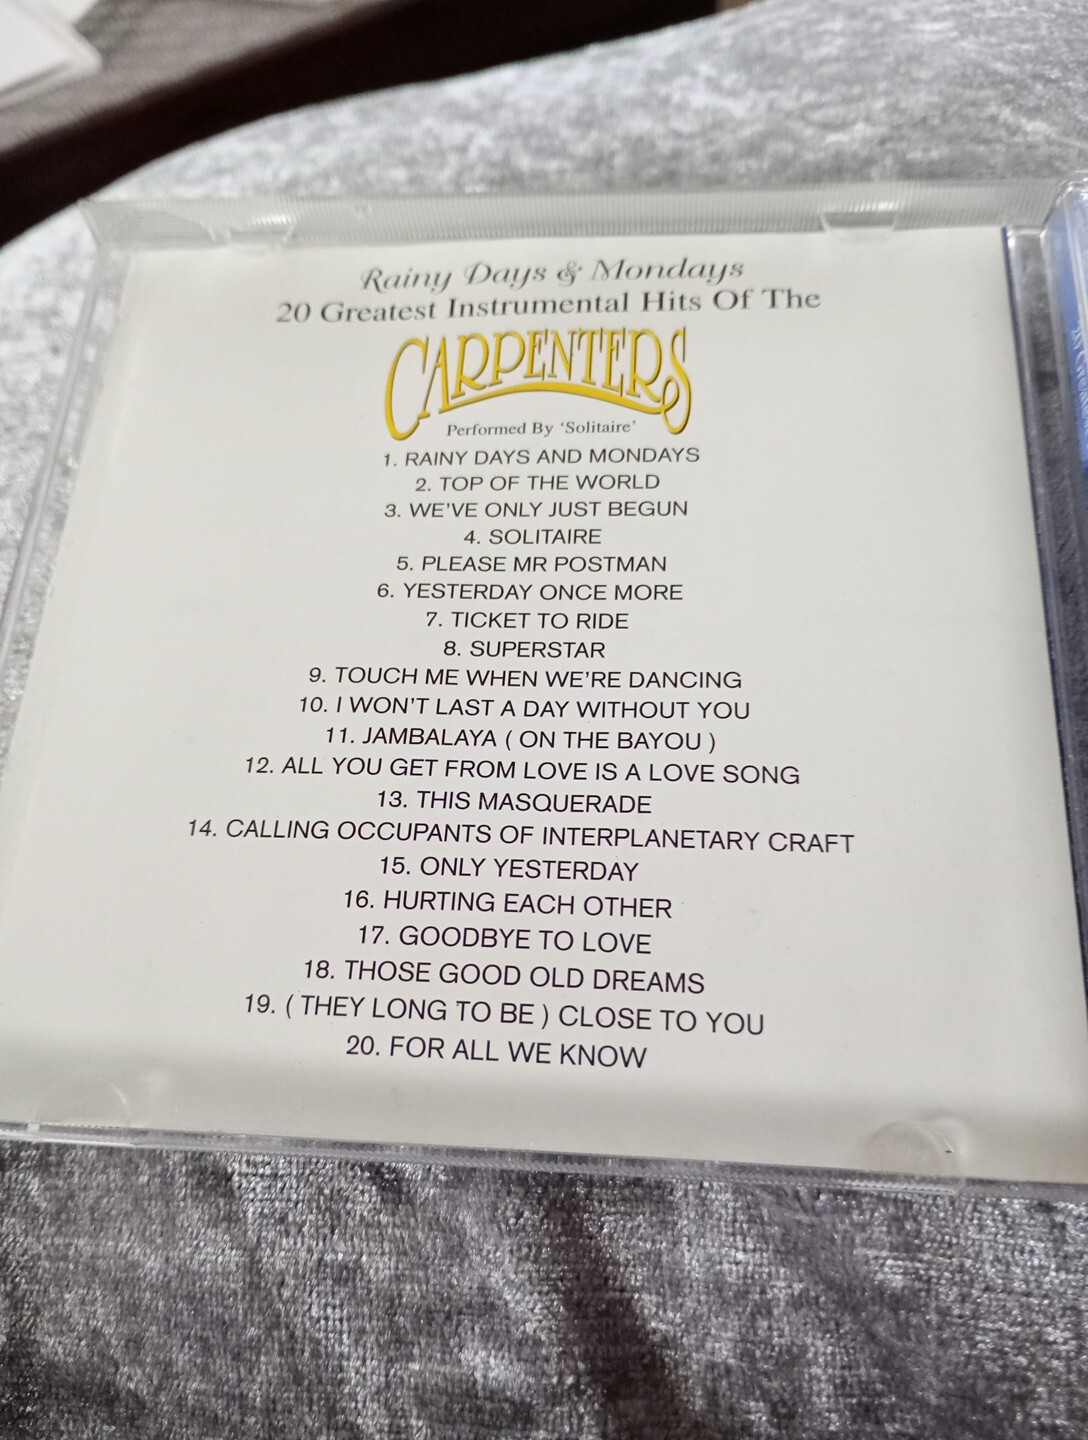 Rainy Days & Mondays
20 Greatest Instrumental Hits Of The
CARPENTERS
Performed By 'Solitaire'
1. RAINY DAYS AND MONDAYS
2. TOP OF THE WORLD
3. WE'VE ONLY JUST BEGUN
4. SOLITAIRE
5. PLEASE MR POSTMAN
6. YESTERDAY ONCE MORE
7. TICKET TO RIDE
8. SUPERSTAR
9. TOUCH ME WHEN WE'RE DANCING
10. I WON'T LAST A DAY WITHOUT YOU
11. JAMBALAYA ( ON THE BAYOU )
12. ALL YOU GET FROM LOVE IS A LOVE SONG
13. THIS MASQUERADE
14. CALLING OCCUPANTS OF INTERPLANETARY CRAFT
15. ONLY YESTERDAY
16. HURTING EACH OTHER
17. GOODBYE TO LOVE
18. THOSE GOOD OLD DREAMS
19. ( THEY LONG TO BE ) CLOSE TO YOU
20. FOR ALL WE KNOW